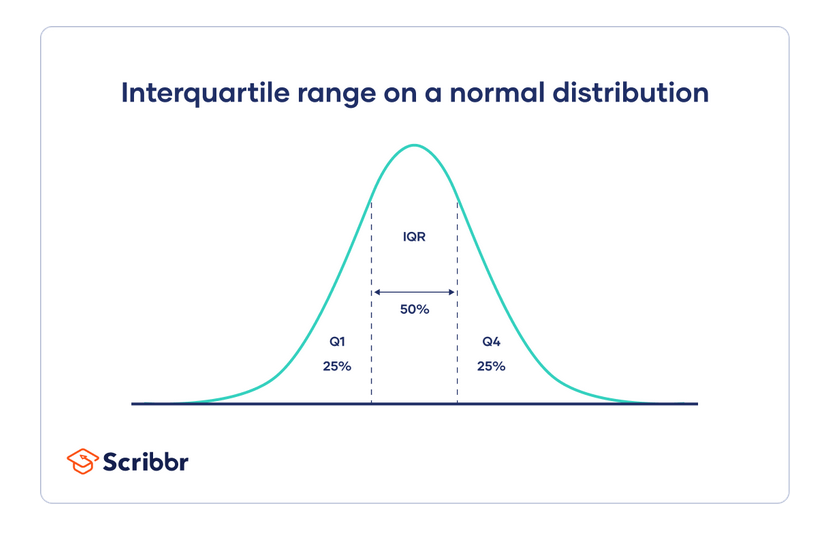 Interquartile range on a normal distribution
IQR
50%
Q1
25%
Q4
25%
Scribbr